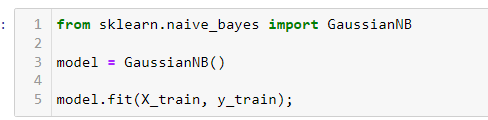 :
1 from sklearn.naive_bayes import GaussianNB
2
3 model = GaussianNB()
4
5 model.fit(X_train, y_train);